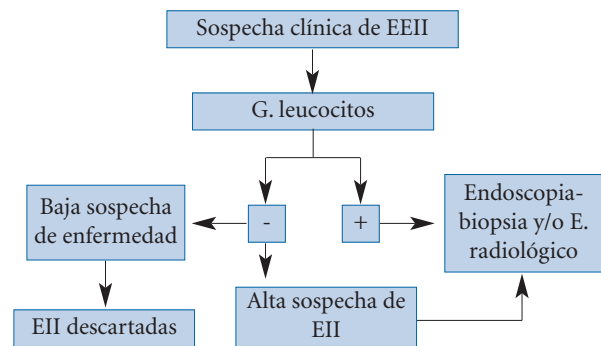 Sospecha clínica de EEII
G. leucocitos
Baja sospecha
de enfermedad
-
+
Endoscopia-
biopsia y/o E.
radiológico
EII descartadas
Alta sospecha de
EII